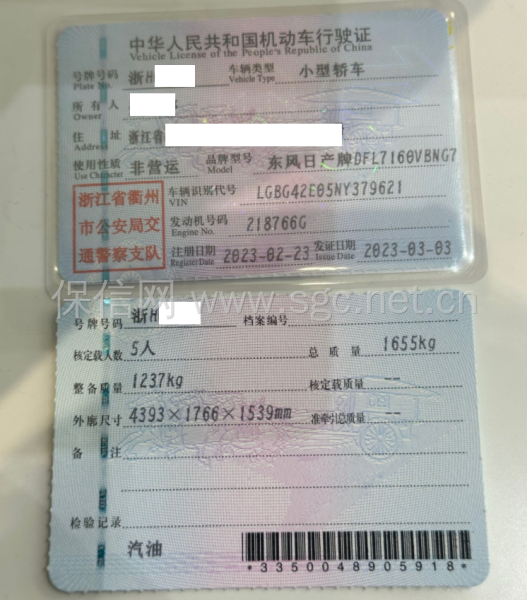 中华人民共和国机动车行驶证
Vehicle License of the People's Republic of China
号牌号码 浙H 车辆类型 小型轿车
Plate No. Vehicle Type
所有人
Owner
住址 浙江省
Address
使用性质 非营运 品牌型号 东风日产牌DFL7160VBNG7
Use Character Model
浙江省衢州
市公安局交
通警察支队
车辆识别代号 LGBG42E05NY379621
VIN
发动机号码 218766G
Engine No.
注册日期 2023-02-23 发证日期 2023-03-03
Register Date Issue Date
保信网 www.sgc.net.cn
号牌号码 浙H 档案编号
核定载人数 5人 总质量 1655kg
整备质量 1237kg 核定载质量 --
外廓尺寸 4393×1766×1539mm 准牵引总质量 --
备注
检验记录
汽油
*3350048905918*